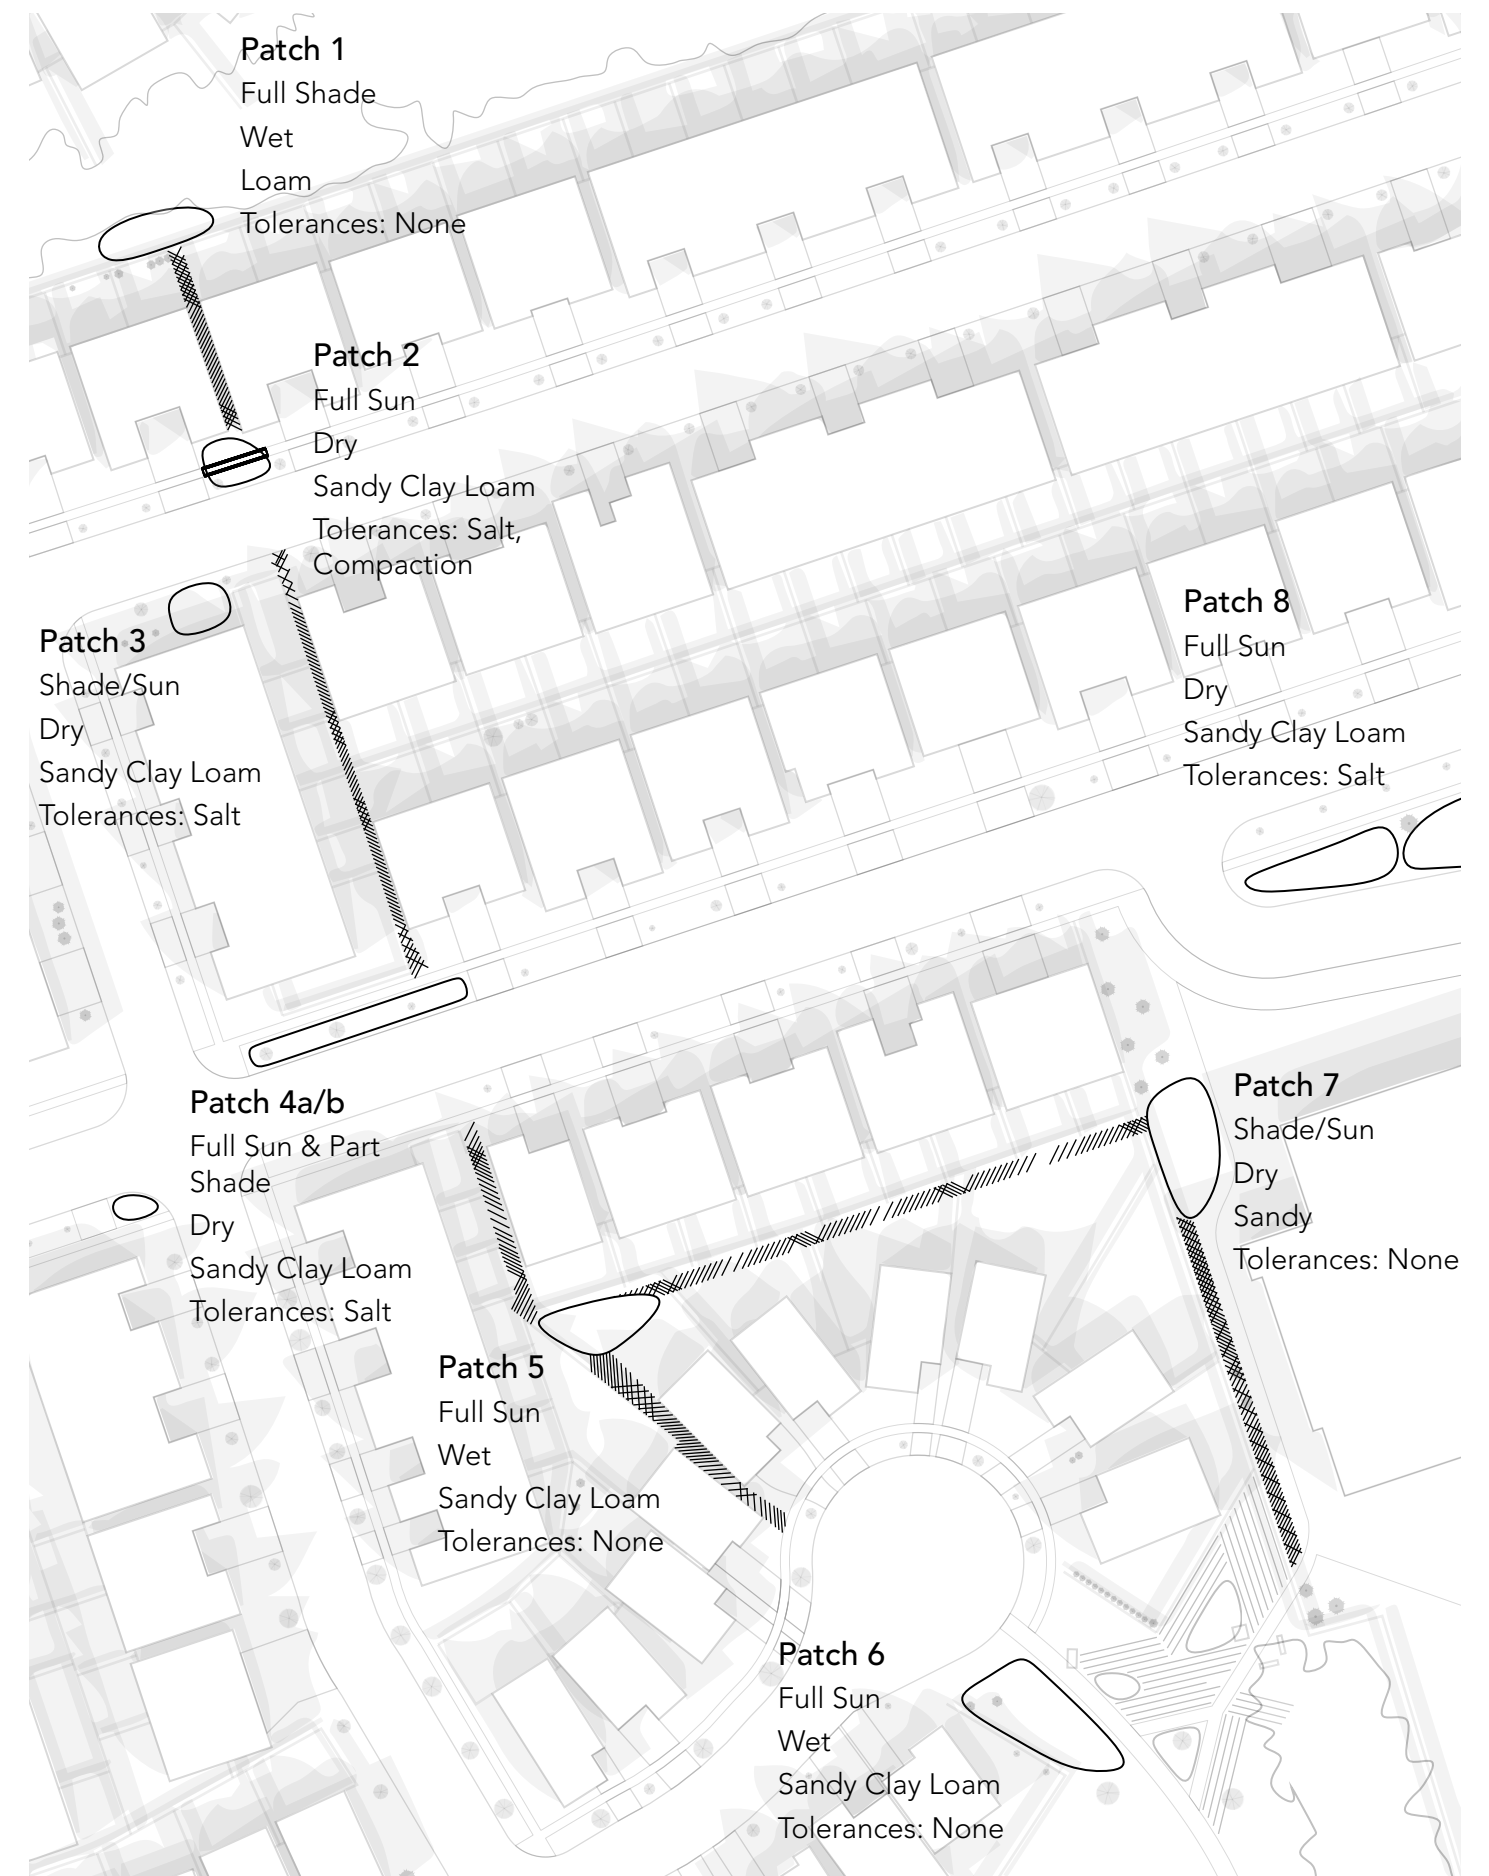 Patch 1
Full Shade
Wet
Loam
Tolerances: None
Patch 2
Full Sun
Dry
Sandy Clay Loam
Tolerances: Salt,
Compaction
Patch 3
Shade/Sun
Dry
Sandy Clay Loam
Tolerances: Salt
Patch 8
Full Sun
Dry
Sandy Clay Loam
Tolerances: Salt
Patch 4a/b
Full Sun & Part
Shade
Dry
Sandy Clay Loam
Tolerances: Salt
Patch 7
Shade/Sun
Dry
Sandy
Tolerances: None
Patch 5
Full Sun
Wet
Sandy Clay Loam
Tolerances: None
Patch 6
Full Sun
Wet
Sandy Clay Loam
Tolerances: None